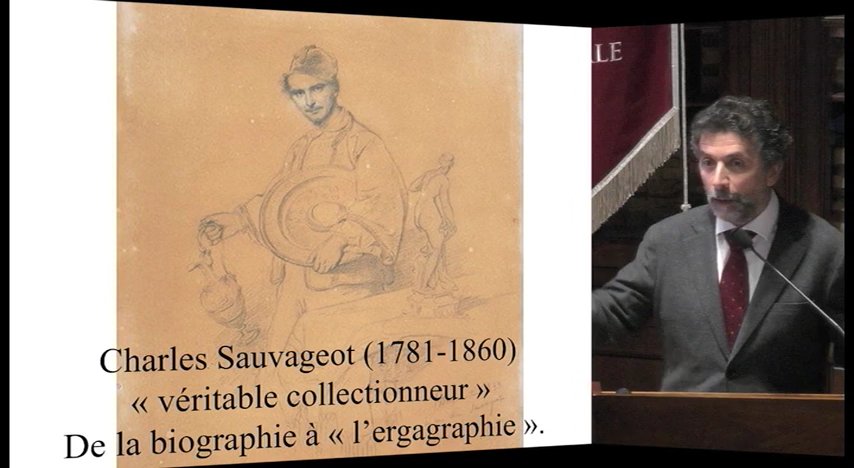 Charles Sauvageot (1781-1860)
« véritable collectionneur »
De la biographie à « l’ergagraphie ».